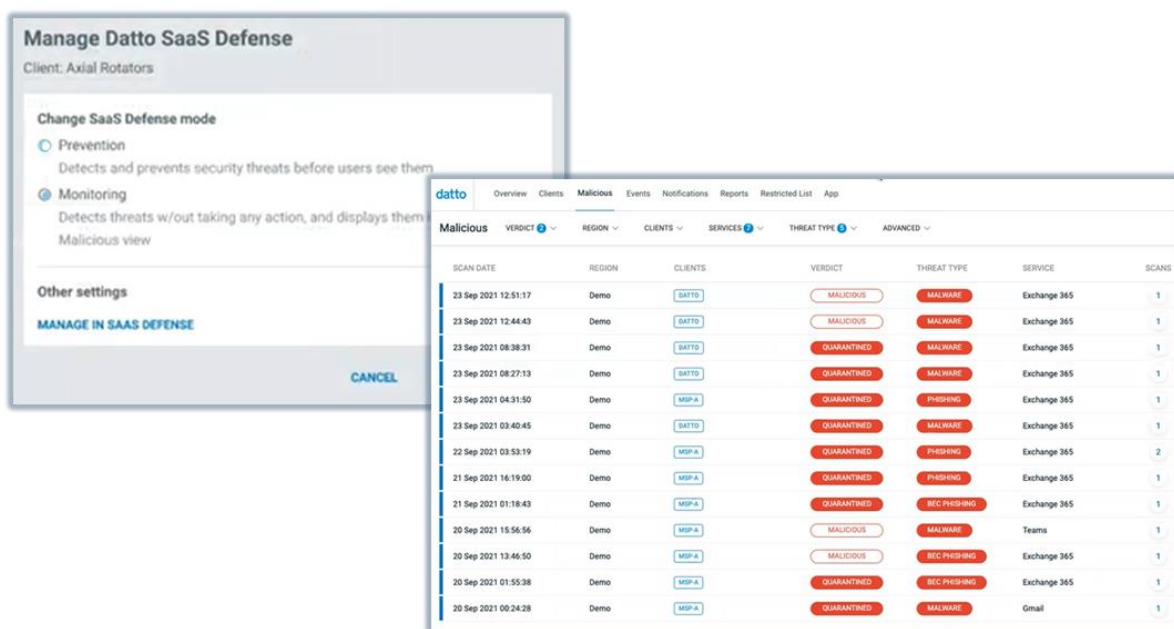 Manage Datto SaaS Defense
Client: Axial Rotators
Change SaaS Defense mode
Prevention
Detects and prevents security threats before users see them
Monitoring
Detects threats w/out taking any action, and displays them
Malicious view
Other settings
MANAGE IN SAAS DEFENSE
CANCEL
datto Overview Clients Malicious Events Notifications Reports Restricted List App
Malicious VERDICT 2 REGION CLIENTS SERVICES 7 THREAT TYPE 5 ADVANCED
SCAN DATE REGION CLIENTS VERDICT THREAT TYPE SERVICE SCANS
23 Sep 2021 12:51:17 Demo DATTO MALICIOUS MALWARE Exchange 365 1
23 Sep 2021 12:44:43 Demo DATTO MALICIOUS MALWARE Exchange 365 1
23 Sep 2021 08:38:31 Demo DATTO QUARANTINED MALWARE Exchange 365 1
23 Sep 2021 08:27:13 Demo DATTO QUARANTINED MALWARE Exchange 365 1
23 Sep 2021 04:31:50 Demo MSP-A QUARANTINED PHISHING Exchange 365 1
23 Sep 2021 03:40:45 Demo DATTO QUARANTINED MALWARE Exchange 365 1
22 Sep 2021 03:53:19 Demo MSP-A QUARANTINED PHISHING Exchange 365 2
21 Sep 2021 16:19:00 Demo MSP-A QUARANTINED PHISHING Exchange 365 1
21 Sep 2021 01:18:43 Demo MSP-A QUARANTINED BEC PHISHING Exchange 365 1
20 Sep 2021 15:56:56 Demo MSP-A MALICIOUS MALWARE Teams 1
20 Sep 2021 13:46:50 Demo MSP-A MALICIOUS BEC PHISHING Exchange 365 1
20 Sep 2021 01:55:38 Demo MSP-A QUARANTINED BEC PHISHING Exchange 365 1
20 Sep 2021 00:24:28 Demo MSP-A QUARANTINED MALWARE Gmail 1